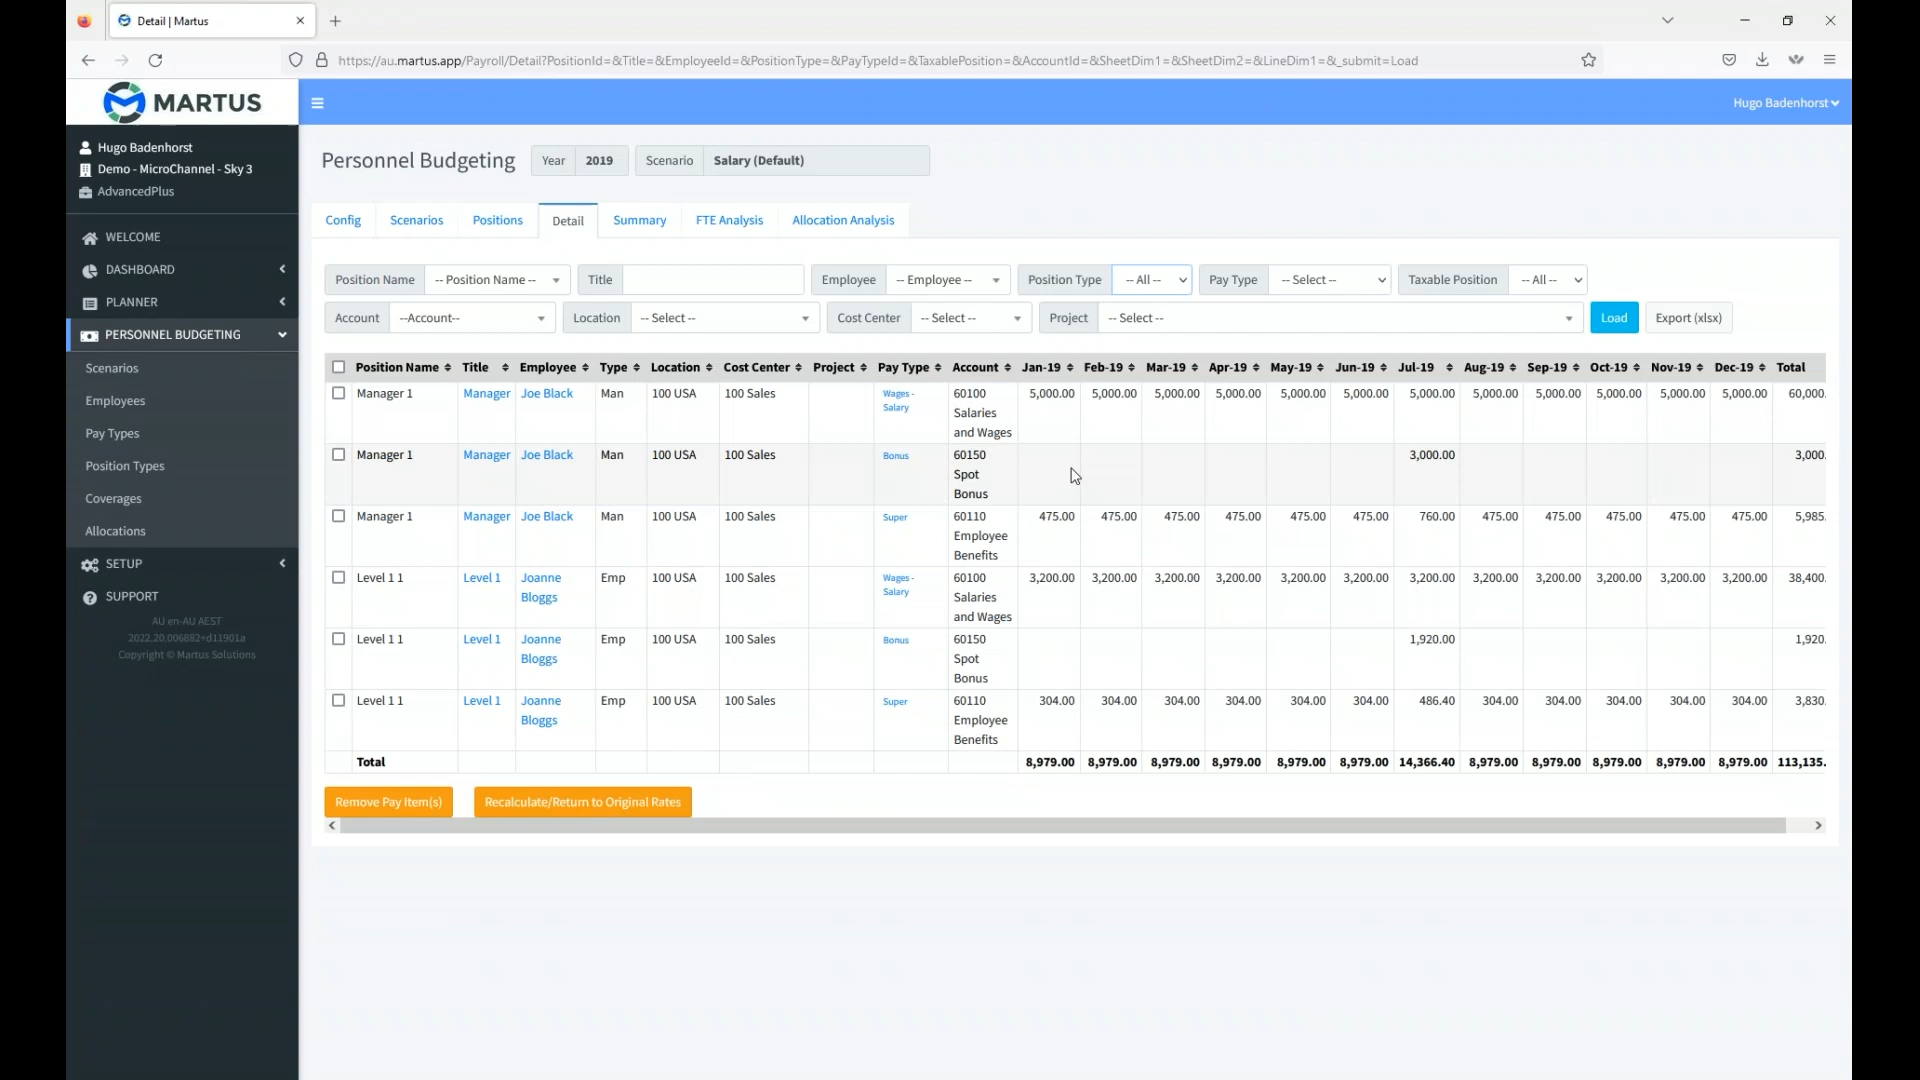 Detail | Martus
https://au.martus.app/Payroll/Detail?PositionId=&Title=&EmployeeId=&PositionType=&PayTypeId=&TaxablePosition=&AccountId=&SheetDim1=&SheetDim2=&LineDim1=&_submit=Load
MARTUS
Hugo Badenhorst
Hugo Badenhorst
Demo - MicroChannel - Sky 3
AdvancedPlus
WELCOME
DASHBOARD
PLANNER
PERSONNEL BUDGETING
Scenarios
Employees
Pay Types
Position Types
Coverages
Allocations
SETUP
SUPPORT
AU en-AU AEST
2022.20.006882+d11901a
Copyright © Martus Solutions
Personnel Budgeting Year 2019 Scenario Salary (Default)
Config Scenarios Positions Detail Summary FTE Analysis Allocation Analysis
Position Name -- Position Name -- Title Employee -- Employee -- Position Type -- All -- Pay Type -- Select -- Taxable Position -- All --
Account --Account-- Location -- Select -- Cost Center -- Select -- Project -- Select -- Load Export (xlsx)
Position Name Title Employee Type Location Cost Center Project Pay Type Account Jan-19 Feb-19 Mar-19 Apr-19 May-19 Jun-19 Jul-19 Aug-19 Sep-19 Oct-19 Nov-19 Dec-19 Total
Manager 1 Manager Joe Black Man 100 USA 100 Sales Wages - Salary 60100 Salaries and Wages 5,000.00 5,000.00 5,000.00 5,000.00 5,000.00 5,000.00 5,000.00 5,000.00 5,000.00 5,000.00 5,000.00 5,000.00 60,000.
Manager 1 Manager Joe Black Man 100 USA 100 Sales Bonus 60150 Spot Bonus 3,000.00 3,000.
Manager 1 Manager Joe Black Man 100 USA 100 Sales Super 60110 Employee Benefits 475.00 475.00 475.00 475.00 475.00 475.00 760.00 475.00 475.00 475.00 475.00 475.00 5,985.
Level 1 1 Level 1 Joanne Bloggs Emp 100 USA 100 Sales Wages - Salary 60100 Salaries and Wages 3,200.00 3,200.00 3,200.00 3,200.00 3,200.00 3,200.00 3,200.00 3,200.00 3,200.00 3,200.00 3,200.00 3,200.00 38,400.
Level 1 1 Level 1 Joanne Bloggs Emp 100 USA 100 Sales Bonus 60150 Spot Bonus 1,920.00 1,920.
Level 1 1 Level 1 Joanne Bloggs Emp 100 USA 100 Sales Super 60110 Employee Benefits 304.00 304.00 304.00 304.00 304.00 304.00 486.40 304.00 304.00 304.00 304.00 304.00 3,830.
Total 8,979.00 8,979.00 8,979.00 8,979.00 8,979.00 8,979.00 14,366.40 8,979.00 8,979.00 8,979.00 8,979.00 8,979.00 113,135.
Remove Pay Item(s) Recalculate/Return to Original Rates